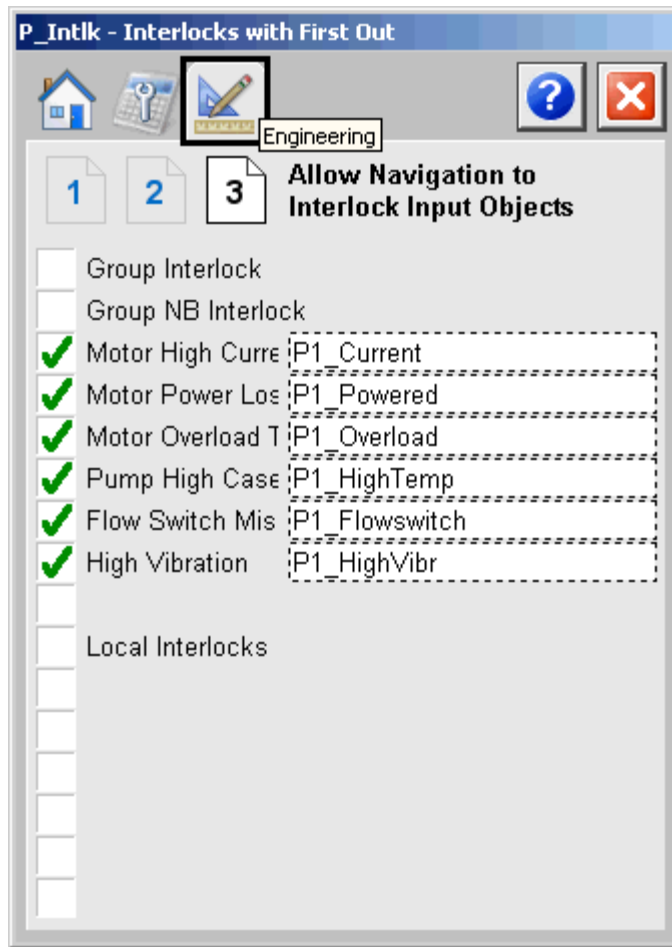 P_Intlk - Interlocks with First Out
?
Engineering
1 2 3 Allow Navigation to
Interlock Input Objects
Group Interlock
Group NB Interlock
Motor High Curre P1_Current
Motor Power Los P1_Powered
Motor Overload T P1_Overload
Pump High Case P1_HighTemp
Flow Switch Mis P1_Flowswitch
High Vibration P1_HighVibr
Local Interlocks